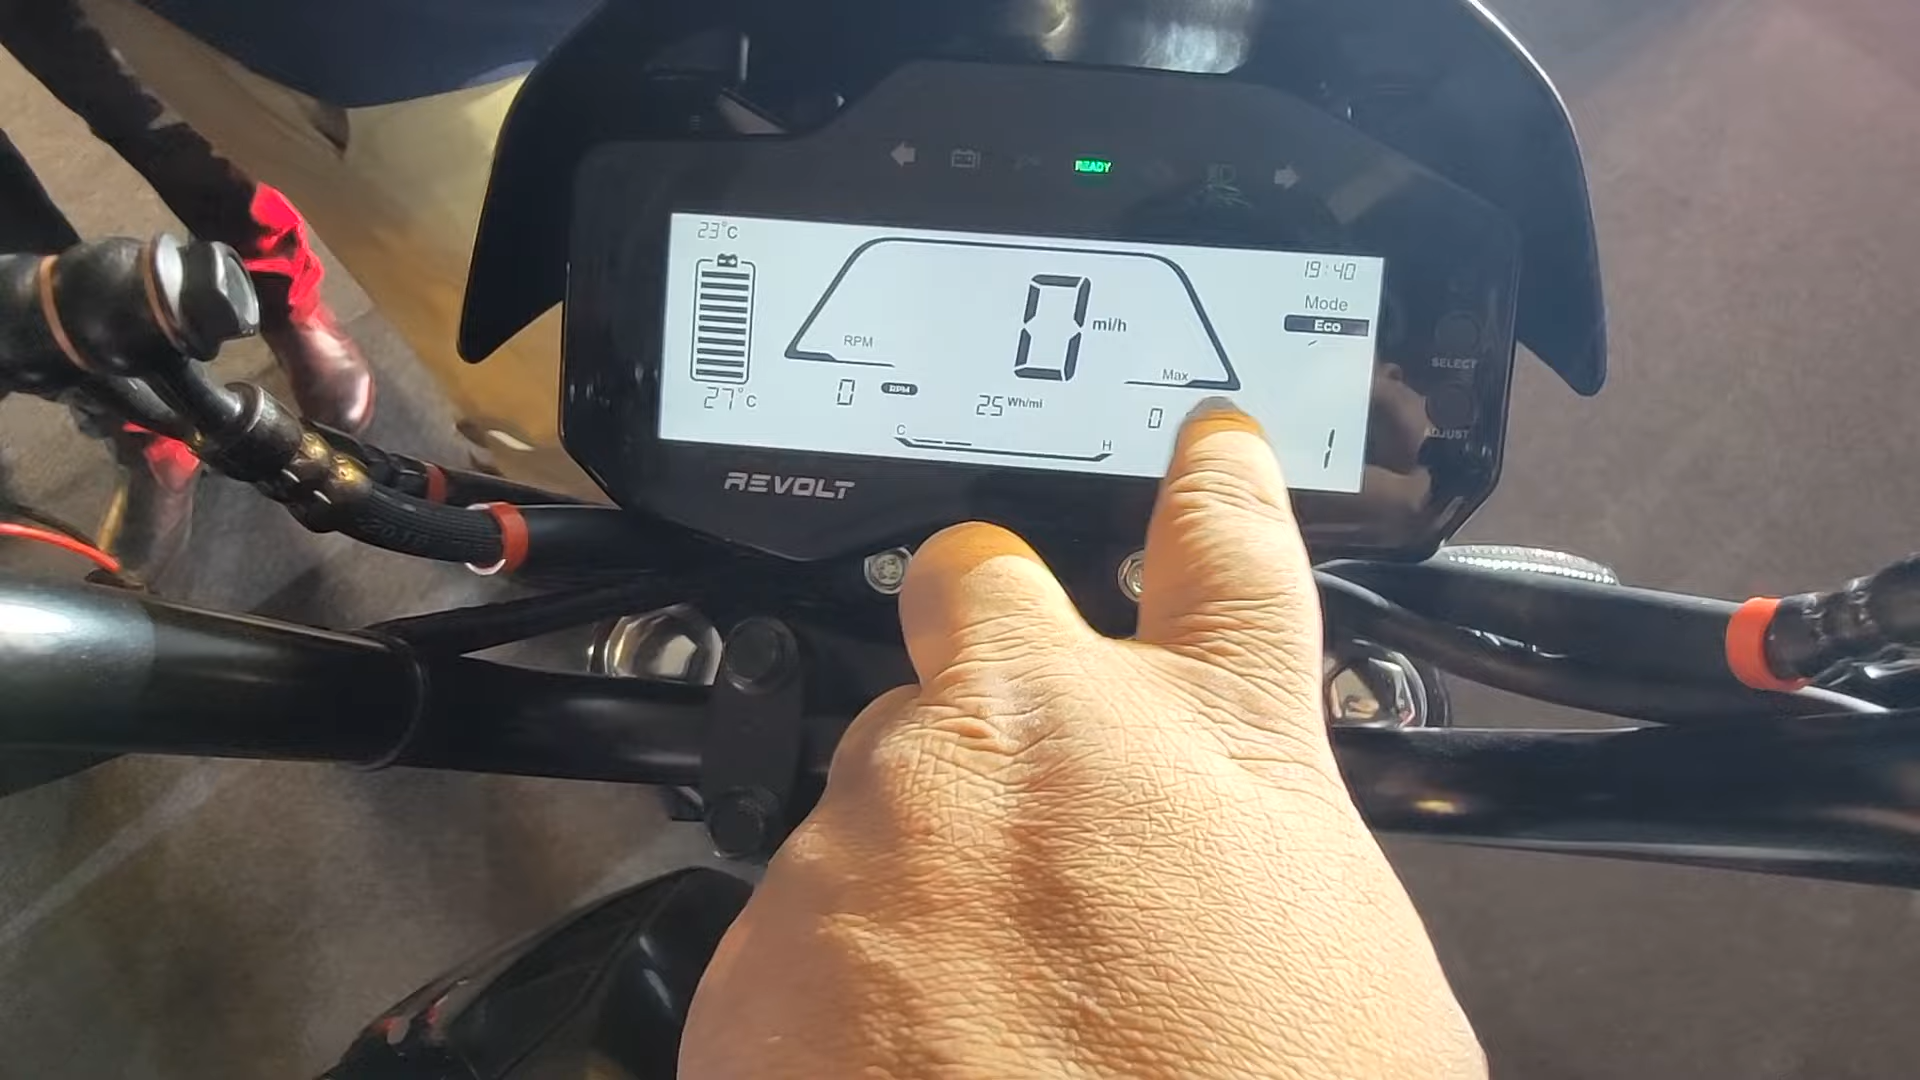 READY
23°C
19:40
Mode
Eco
0 mi/h
RPM
Max
SELECT
27°C
0 RPM
25 Wh/mi
0
1
ADJUST
C
H
REVOLT